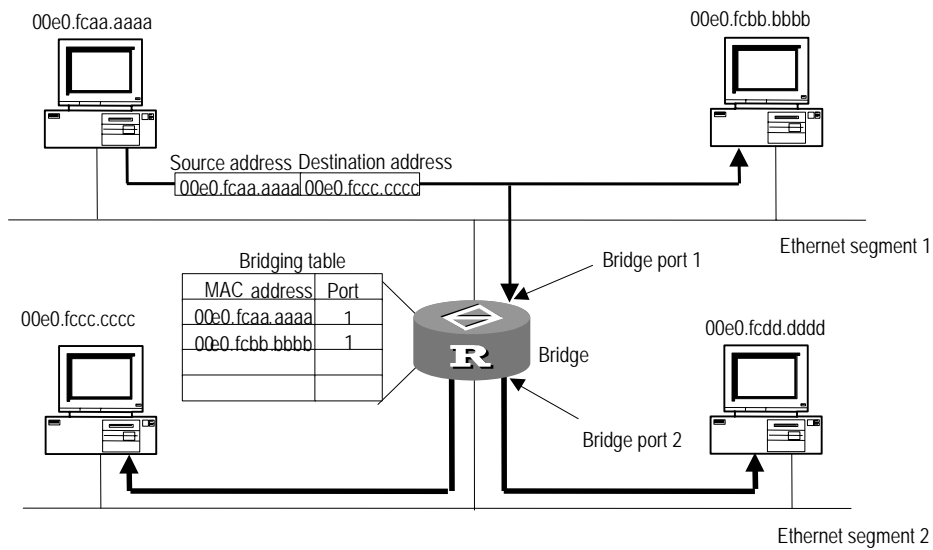 00e0.fcaa.aaaa
00e0.fcbb.bbbb
Source address Destination address
00e0.fcaa.aaaa 00e0.fccc.cccc
Ethernet segment 1
Bridging table
Bridge port 1
MAC address Port
00e0.fcaa.aaaa 1
00e0.fcbb.bbbb 1
00e0.fccc.cccc
00e0.fcdd.dddd
R
Bridge
Bridge port 2
Ethernet segment 2